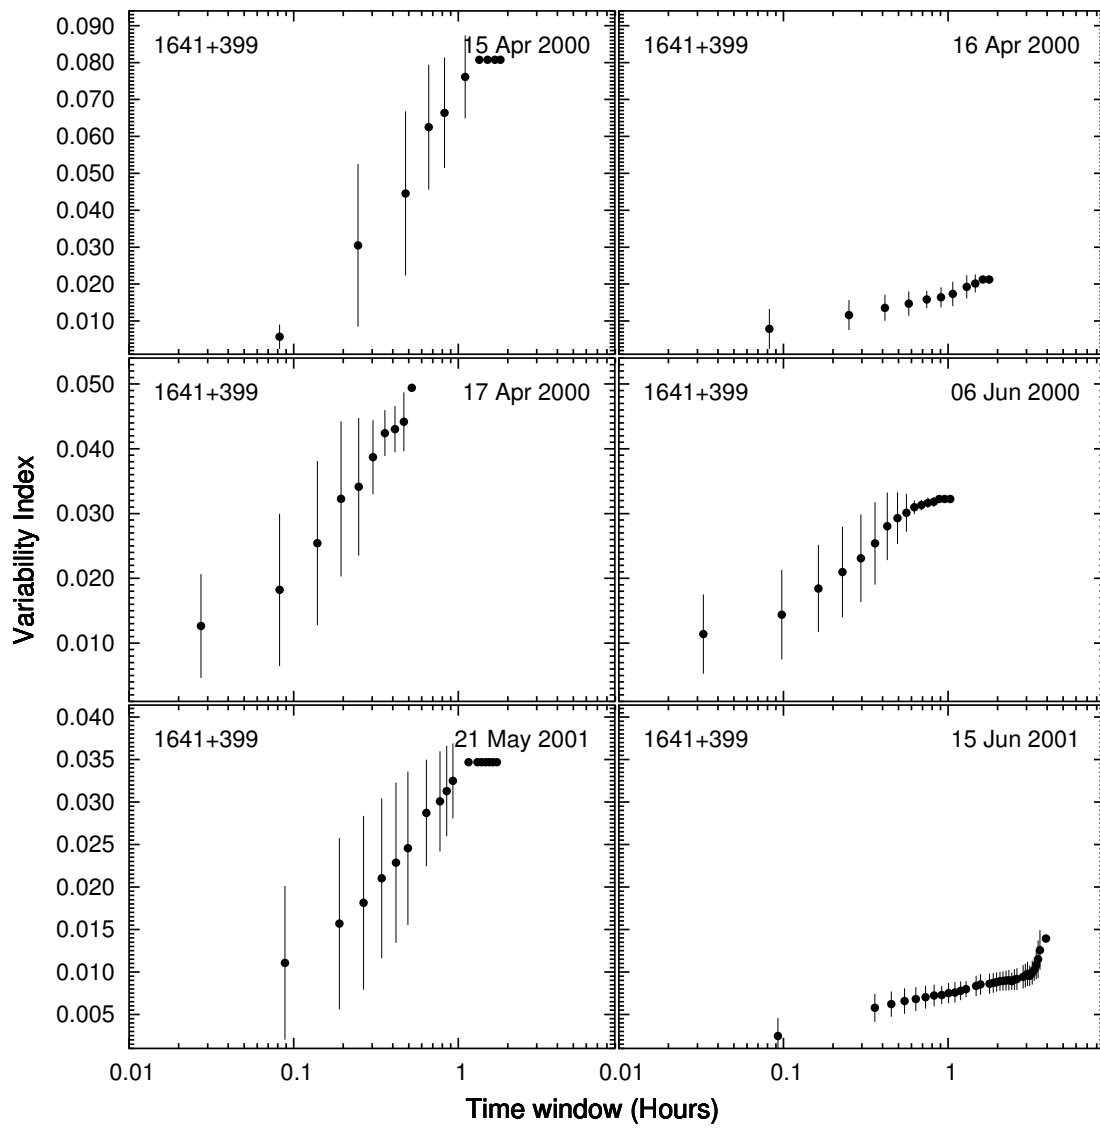 1641+399 15 Apr 2000
1641+399 16 Apr 2000
0.090
0.080
0.070
0.060
0.050
0.040
0.030
0.020
0.010
1641+399 17 Apr 2000
1641+399 06 Jun 2000
0.050
0.040
0.030
0.020
0.010
Variability Index
1641+399 21 May 2001
1641+399 15 Jun 2001
0.040
0.035
0.030
0.025
0.020
0.015
0.010
0.005
0.01 0.1 1 0.01 0.1 1
Time window (Hours)